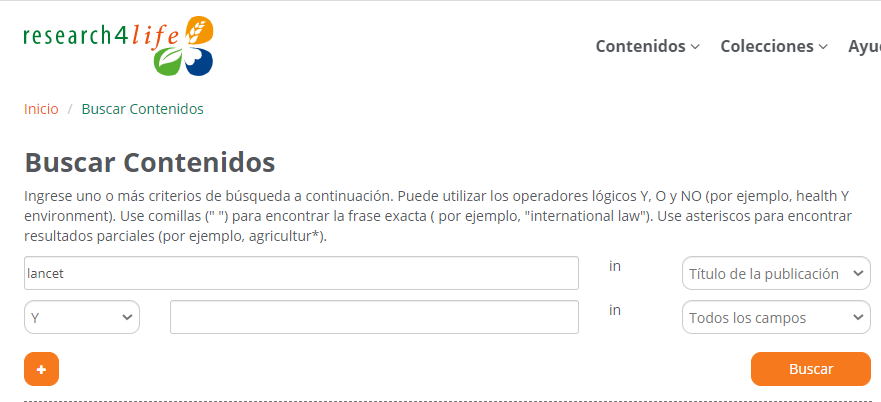 research4life
Contenidos Colecciones Ayu
Inicio / Buscar Contenidos
Buscar Contenidos
Ingrese uno o más criterios de búsqueda a continuación. Puede utilizar los operadores lógicos Y, O y NO (por ejemplo, health Y
environment). Use comillas (" ") para encontrar la frase exacta ( por ejemplo, "international law"). Use asteriscos para encontrar
resultados parciales (por ejemplo, agricultur*).
lancet in Título de la publicación
Y in Todos los campos
+ Buscar